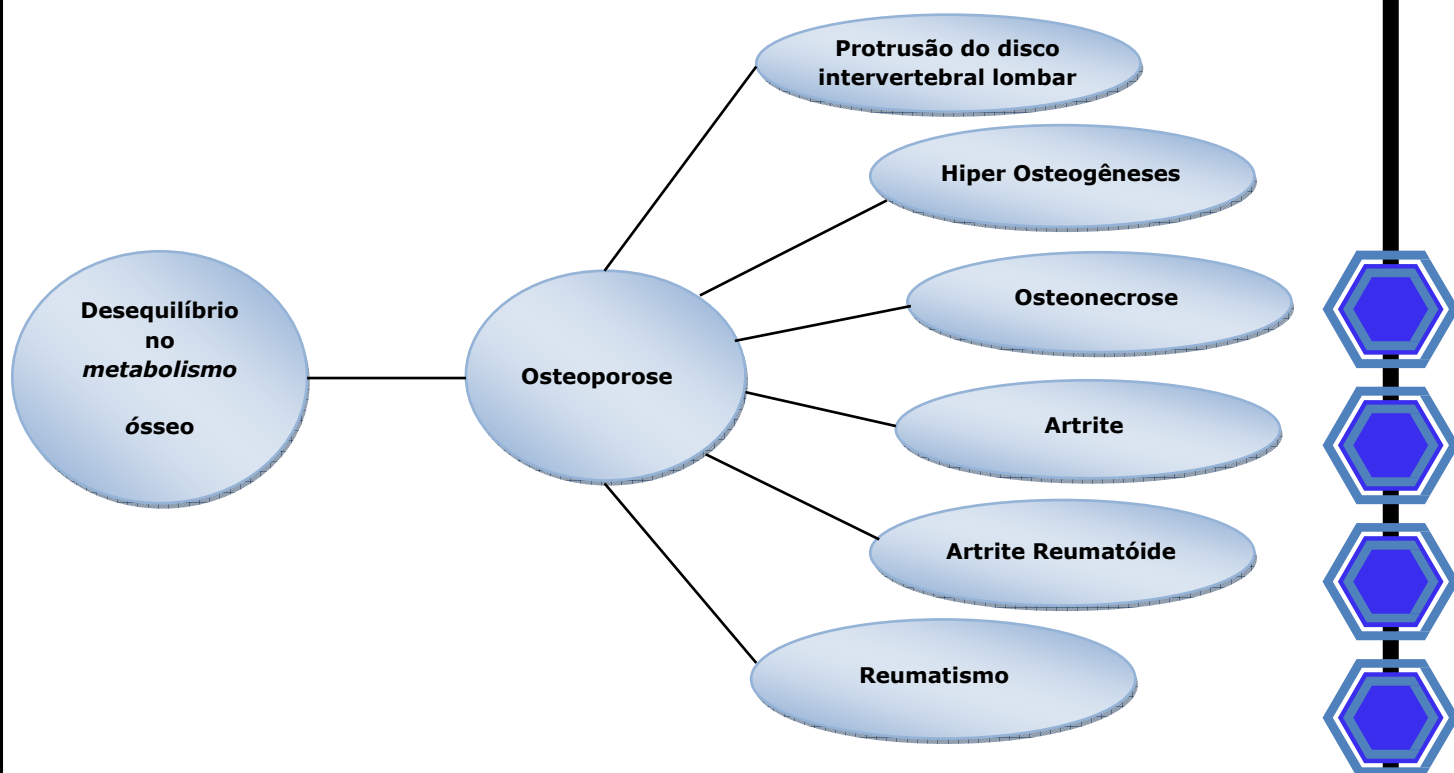 Protrusão do disco
intervertebral lombar
Hiper Osteogêneses
Osteonecrose
Desequilíbrio
no
metabolismo
ósseo
Osteoporose
Artrite
Artrite Reumatóide
Reumatismo